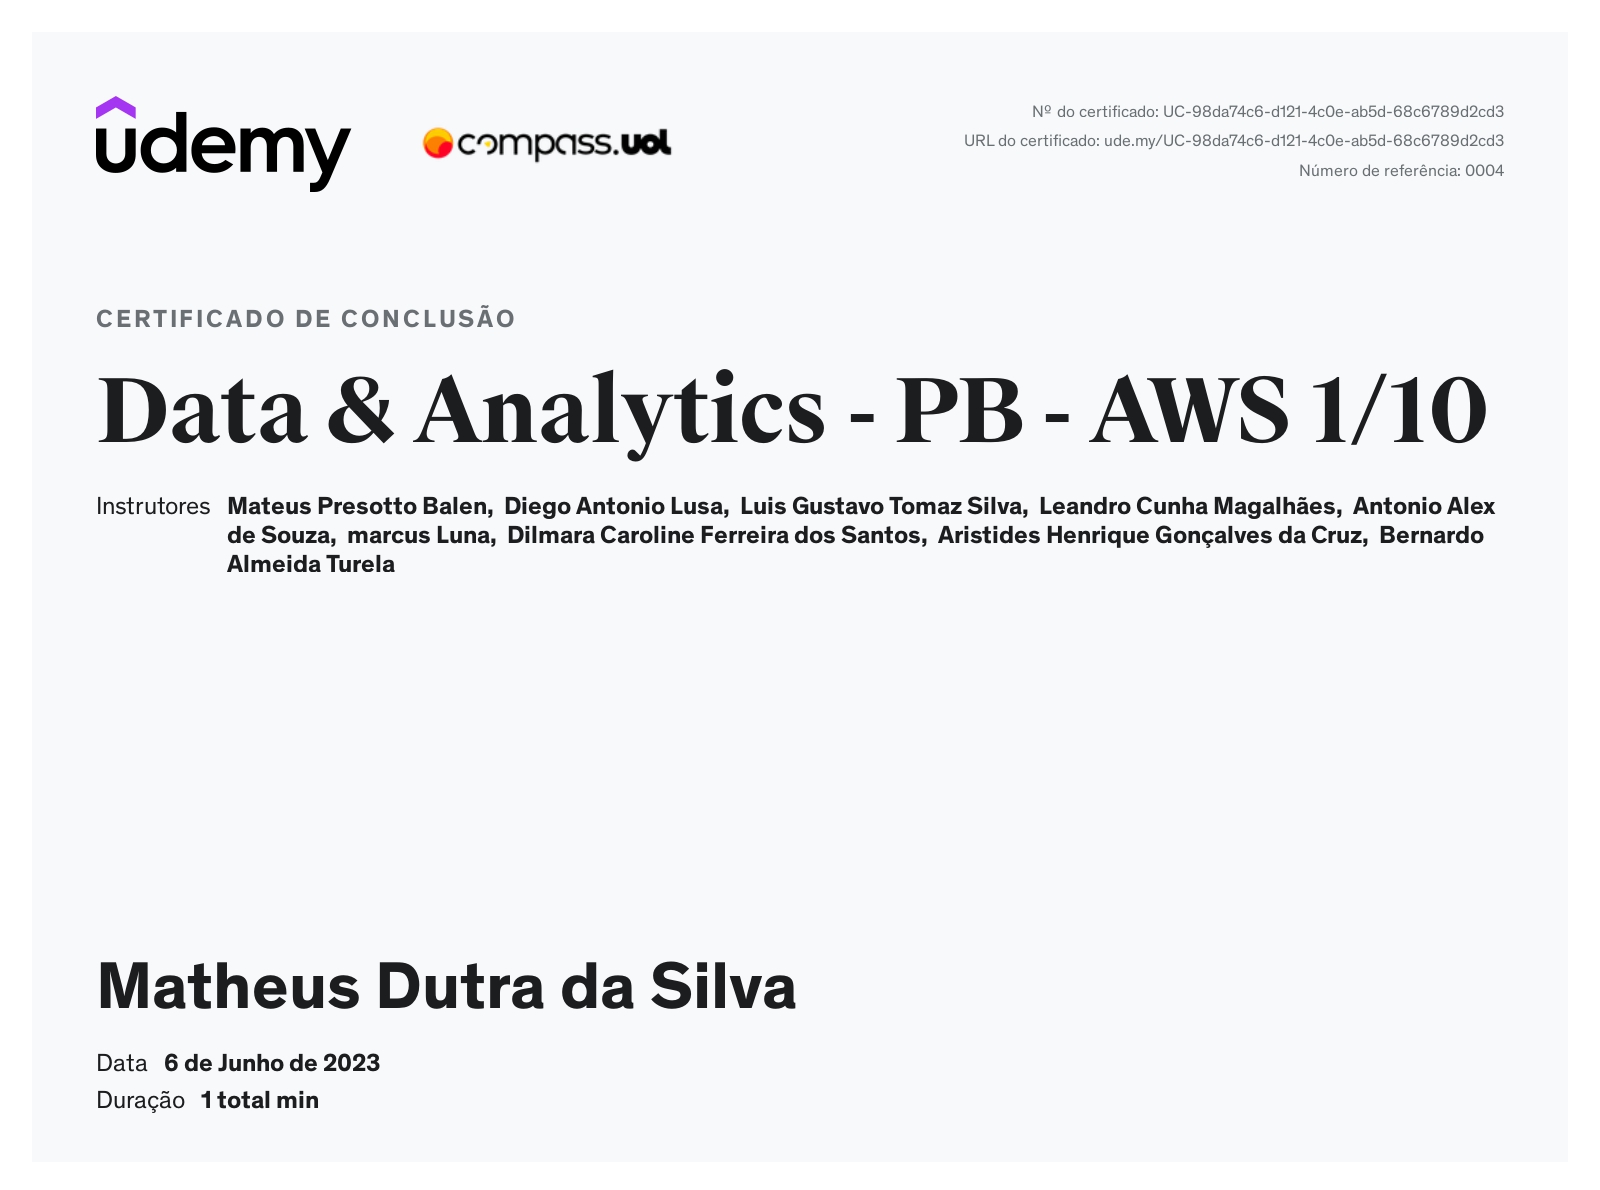 udemy
compass.uol
Nº do certificado: UC-98da74c6-d121-4c0e-ab5d-68c6789d2cd3
URL do certificado: ude.my/UC-98da74c6-d121-4c0e-ab5d-68c6789d2cd3
Número de referência: 0004
CERTIFICADO DE CONCLUSÃO
Data & Analytics - PB - AWS 1/10
Instrutores Mateus Presotto Balen, Diego Antonio Lusa, Luis Gustavo Tomaz Silva, Leandro Cunha Magalhães, Antonio Alex
de Souza, marcus Luna, Dilmara Caroline Ferreira dos Santos, Aristides Henrique Gonçalves da Cruz, Bernardo
Almeida Turela
Matheus Dutra da Silva
Data 6 de Junho de 2023
Duração 1 total min